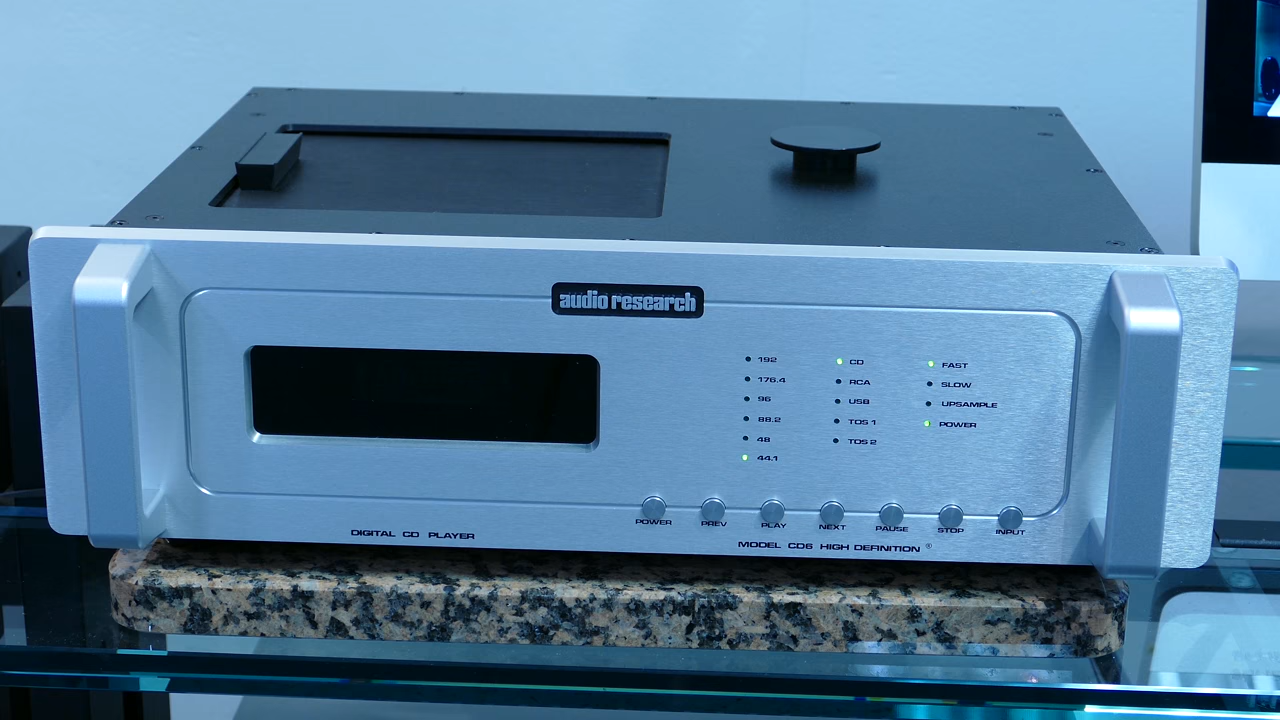 audio research
192
176.4
96
88.2
48
44.1
CD
RCA
USB
TOS 1
TOS 2
FAST
SLOW
UPSAMPLE
POWER
POWER PREV PLAY NEXT PAUSE STOP INPUT
DIGITAL CD PLAYER
MODEL CD6 HIGH DEFINITION ®